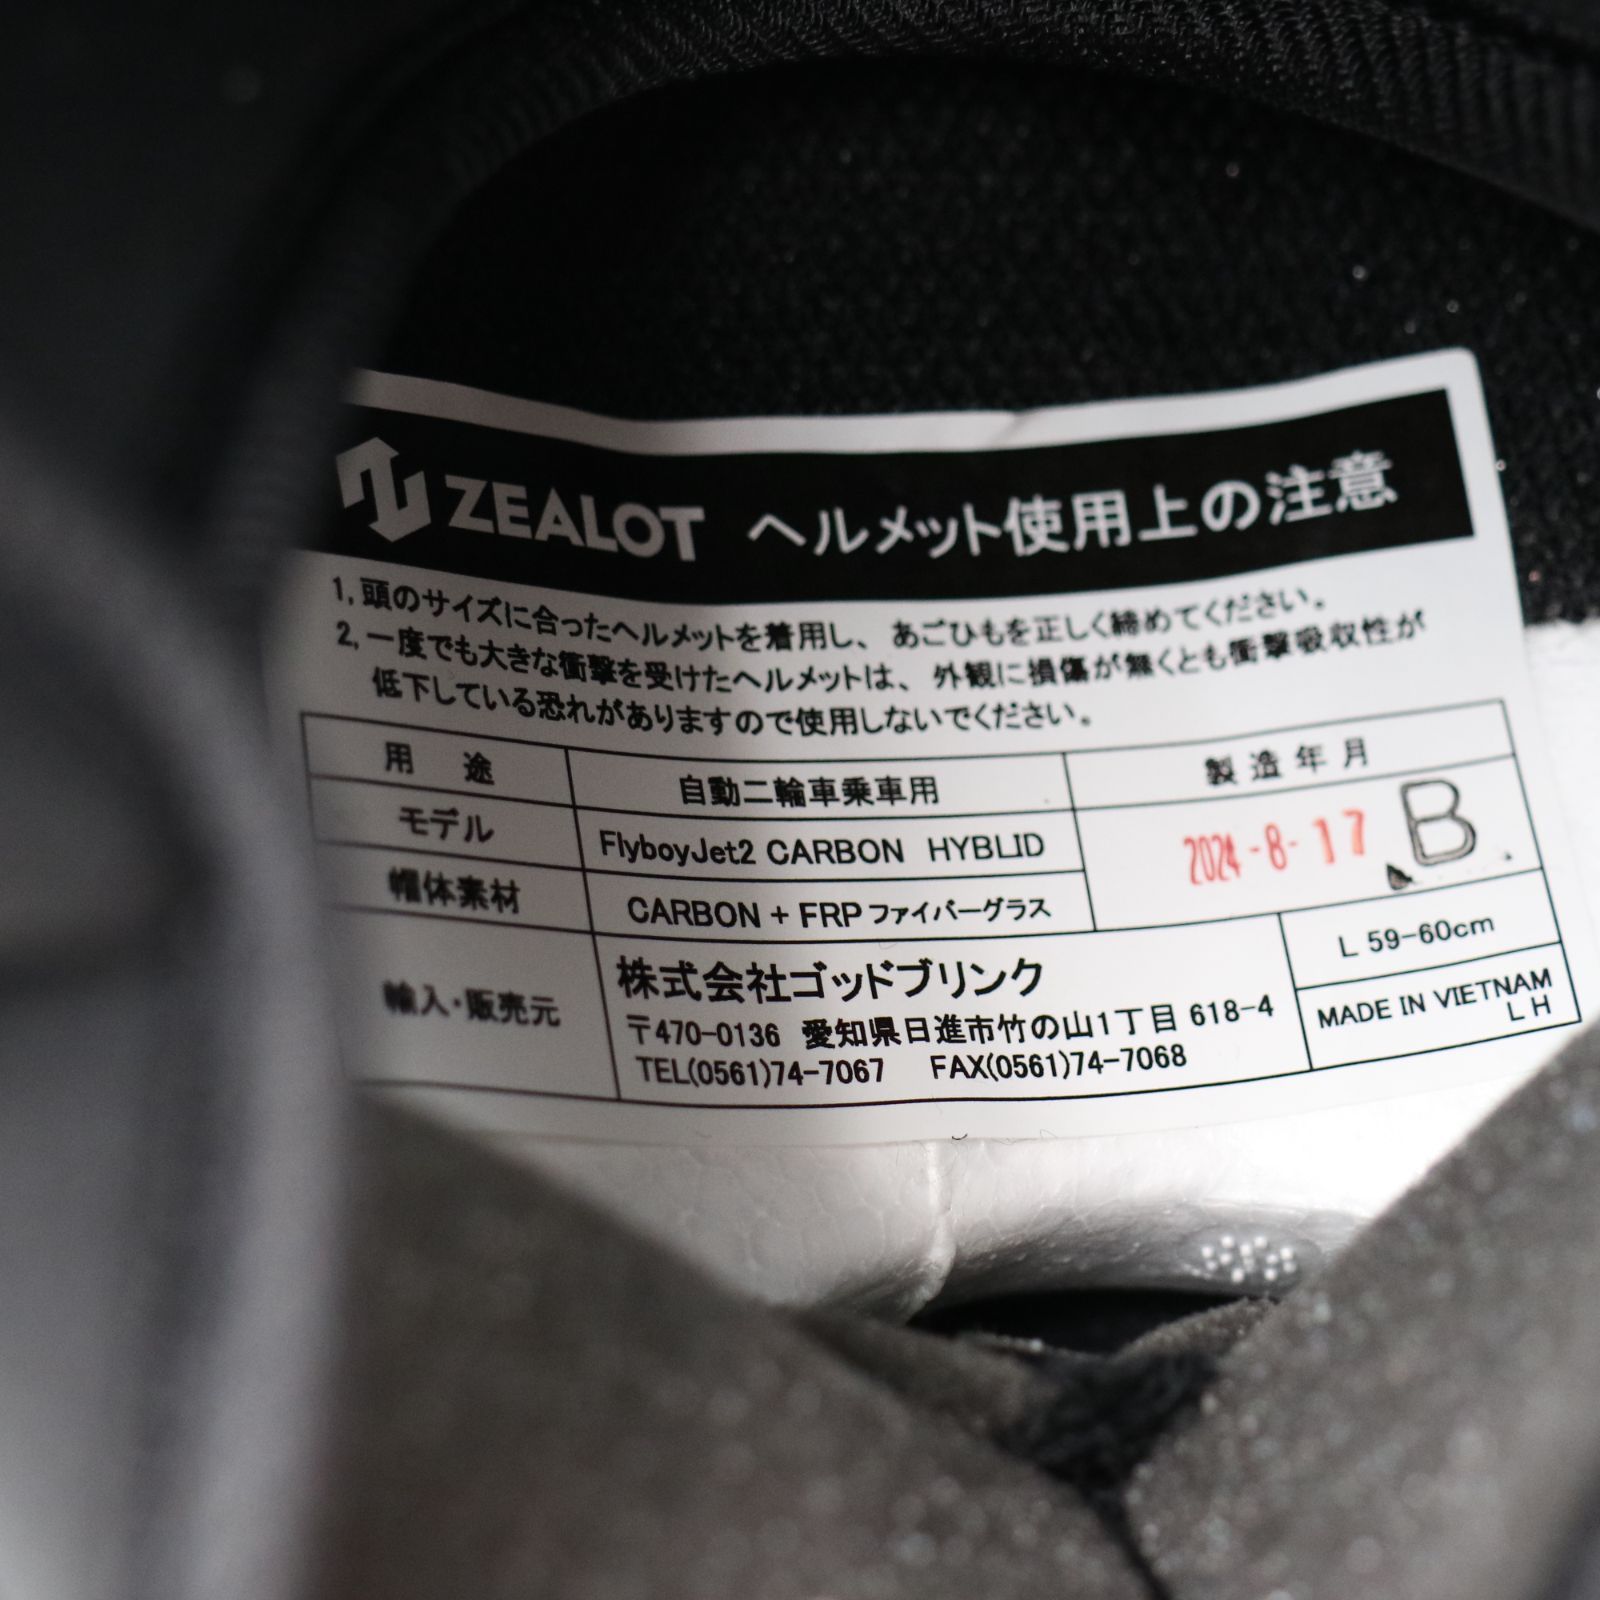 ZEALOT ヘルメット使用上の注意
1, 頭のサイズに合ったヘルメットを着用し、あごひもを正しく締めてください。
2, 一度でも大きな衝撃を受けたヘルメットは、外観に損傷が無くとも衝撃吸収性が
低下している恐れがありますので使用しないでください。
用途 自動二輪車乗車用 製造年月
モデル FlyboyJet2 CARBON HYBLID 2024-8-17 B
帽体素材 CARBON + FRPファイバーグラス
輸入・販売元 株式会社ゴッドブリンク L 59-60cm
〒470-0136 愛知県日進市竹の山1丁目 618-4 MADE IN VIETNAM
TEL(0561)74-7067 FAX(0561)74-7068 L H